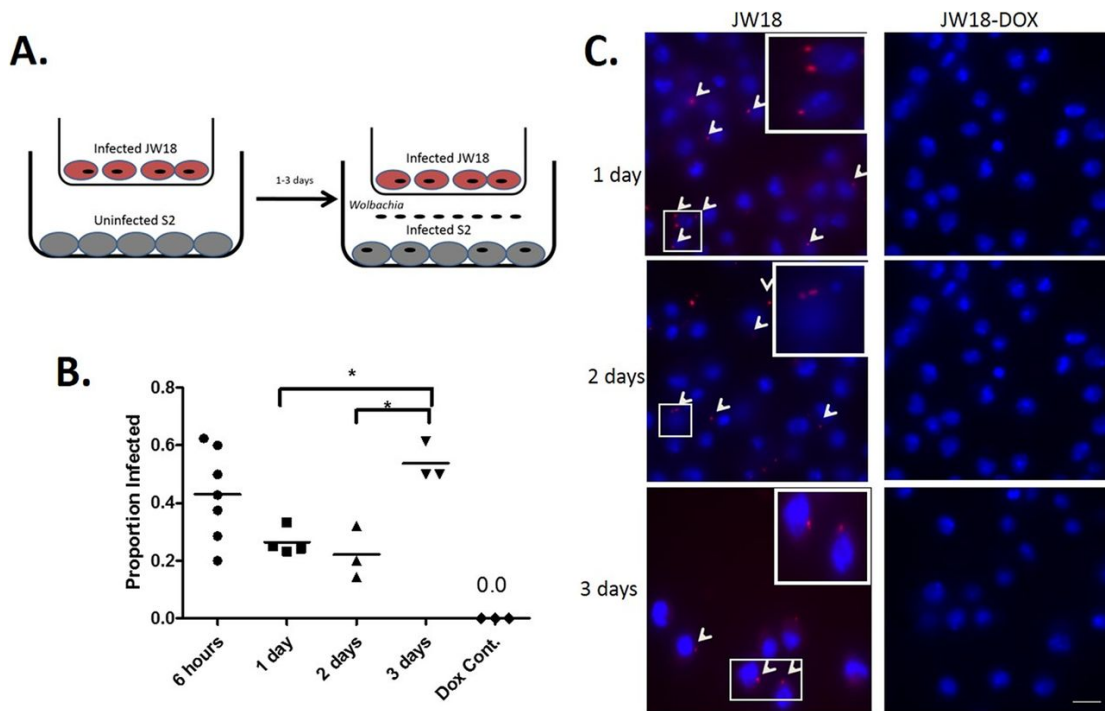 A.
Infected JW18
Uninfected S2
1-3 days
Infected JW18
Wolbachia
Infected S2
B.
Proportion Infected
0.8
0.6
0.4
0.2
0.0
*
*
0.0
6 hours
1 day
2 days
3 days
Dox Cont.
C.
JW18
JW18-DOX
1 day
2 days
3 days